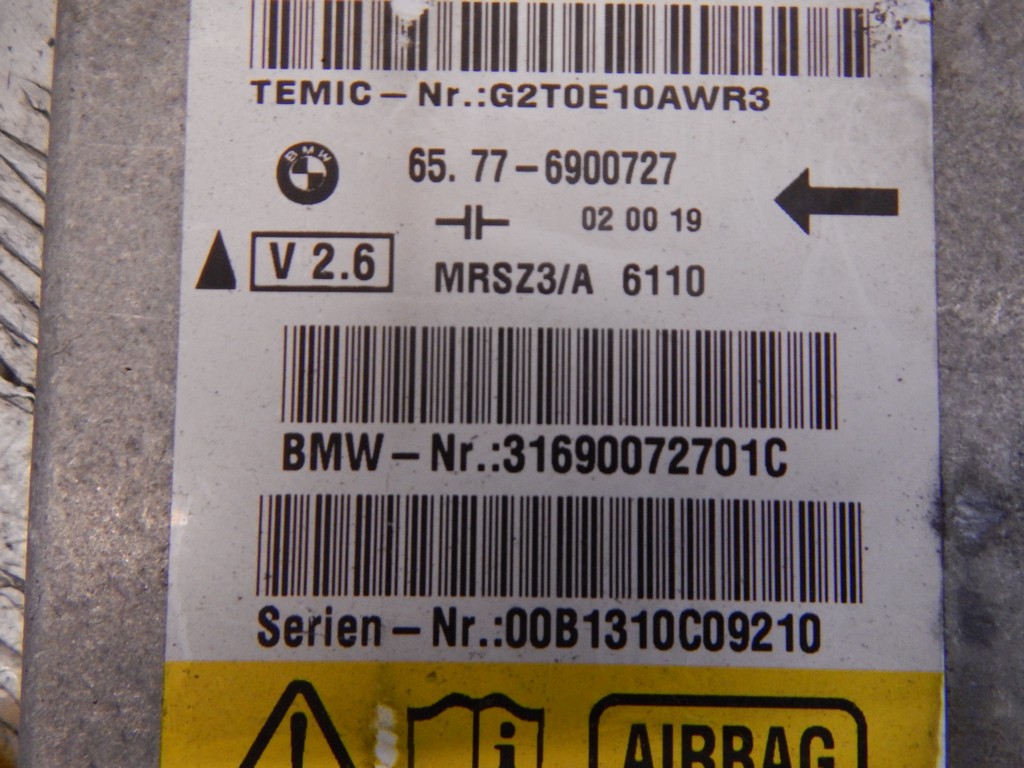 TEMIC-Nr.:G2T0E10AWR3
BMW
65. 77-6900727
02 00 19
V 2.6
MRSZ3/A 6110
BMW-Nr.:31690072701C
Serien-Nr.:00B1310C09210
! i AIRBAG